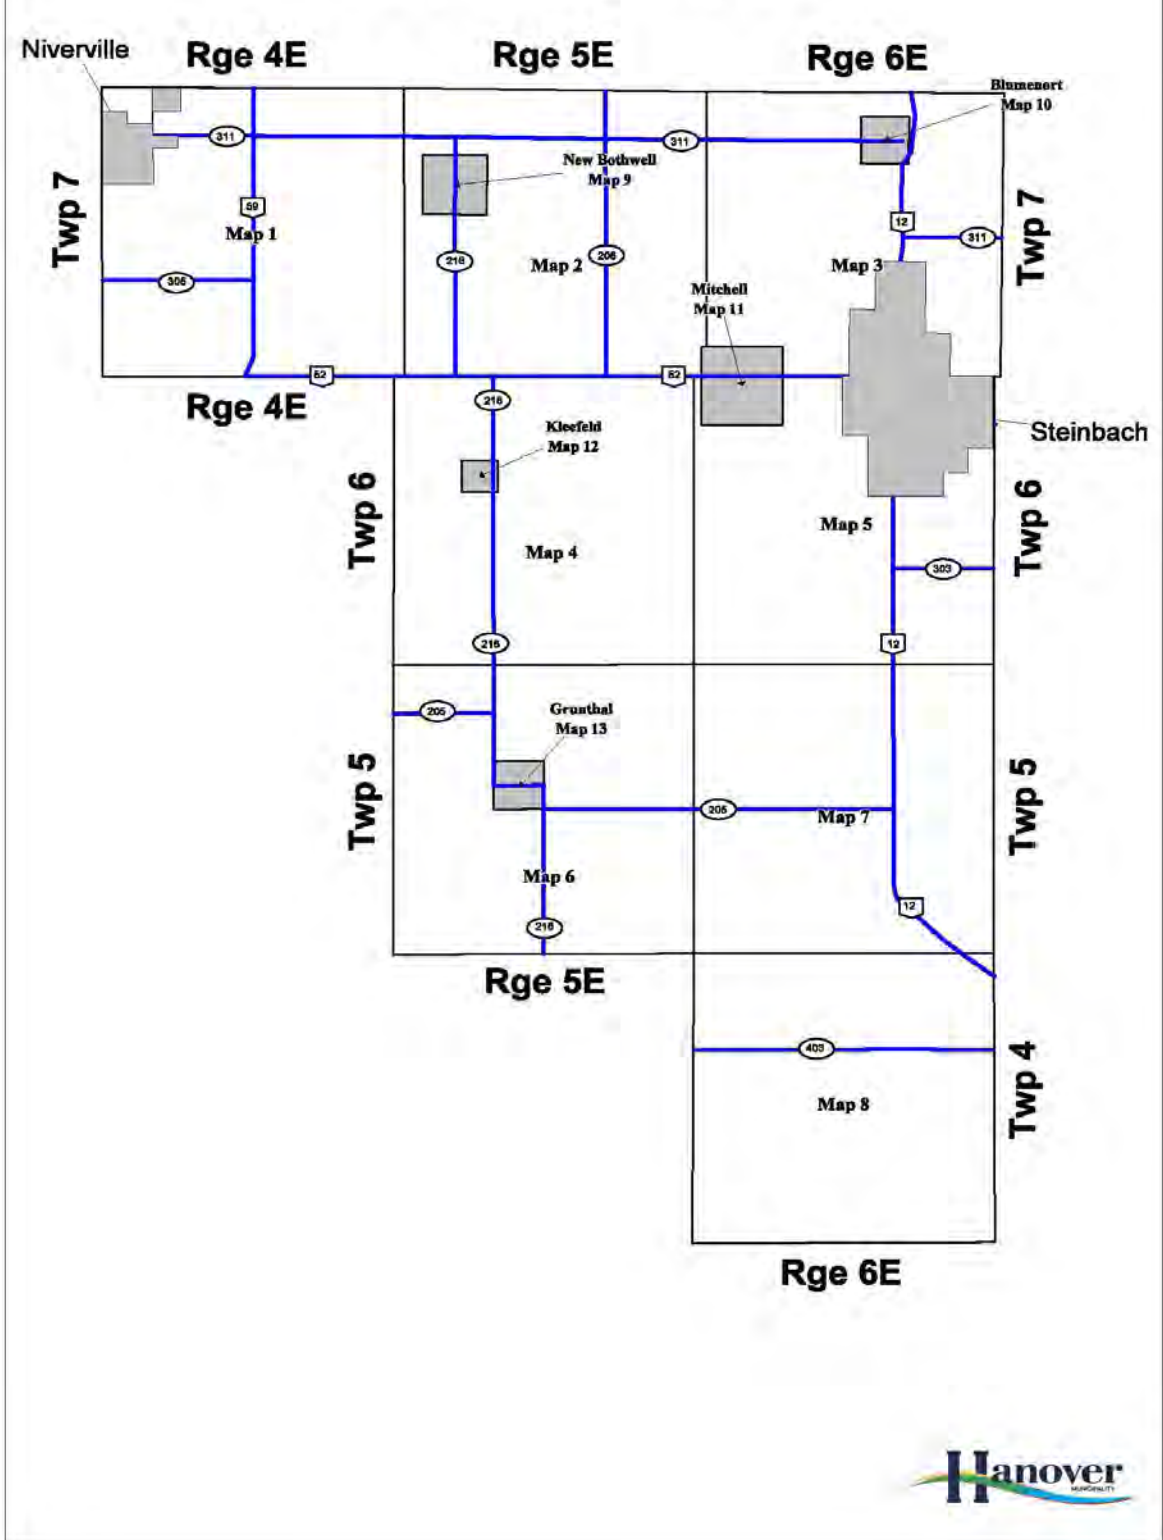 Niverville
Rge 4E
Rge 5E
Rge 6E
Blumenort
Map 10
311
311
New Bothwell
Map 9
Twp 7
59
Map 1
12
311
Twp 7
216
Map 2
206
Map 3
305
Mitchell
Map 11
52
52
Rge 4E
216
Kleefeld
Map 12
Steinbach
Twp 6
Map 5
Twp 6
Map 4
303
216
12
205
Grunthal
Map 13
Twp 5
205
Map 7
Twp 5
Map 6
12
216
Rge 5E
403
Twp 4
Map 8
Rge 6E
Hanover
MUNICIPALITY